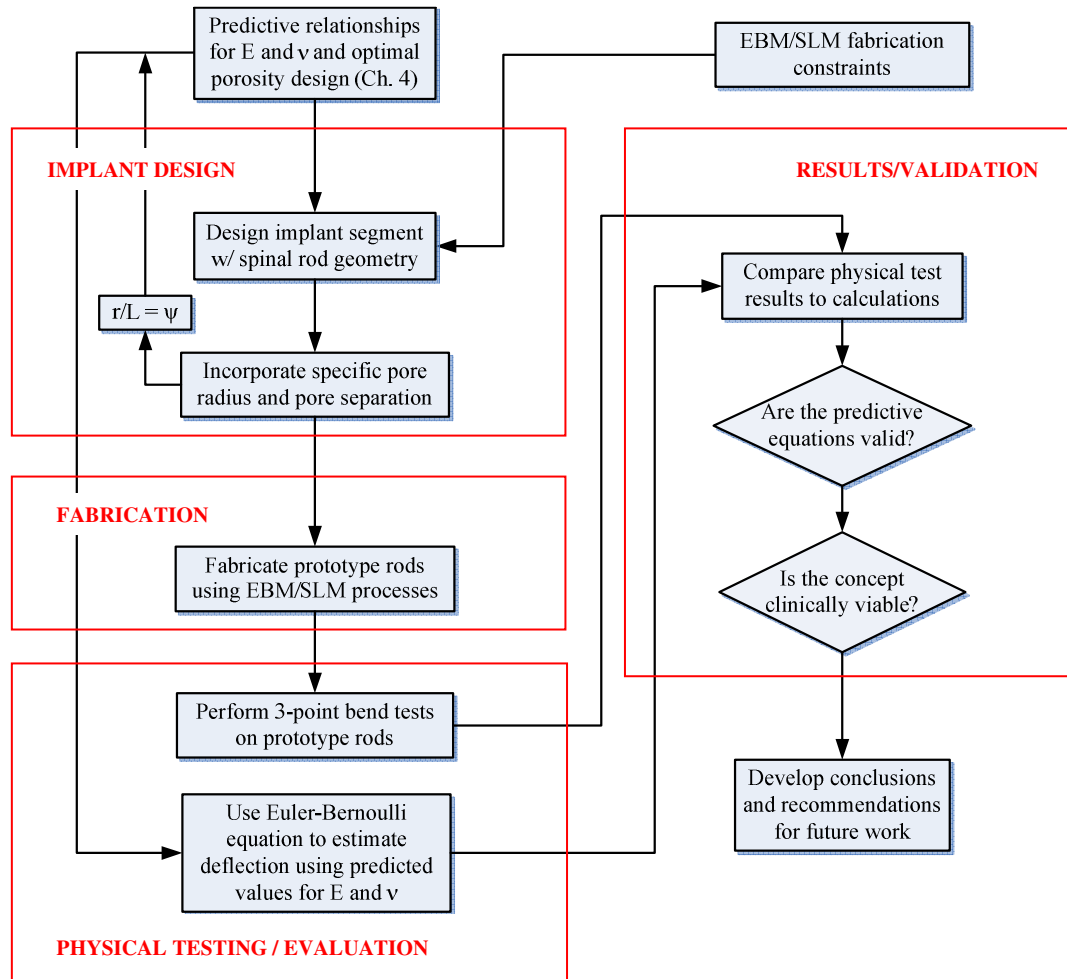 Predictive relationships
for E and ν and optimal
porosity design (Ch. 4)
EBM/SLM fabrication
constraints
IMPLANT DESIGN
RESULTS/VALIDATION
Design implant segment
w/ spinal rod geometry
Compare physical test
results to calculations
r/L = ψ
Incorporate specific pore
radius and pore separation
Are the predictive
equations valid?
FABRICATION
Fabricate prototype rods
using EBM/SLM processes
Is the concept
clinically viable?
Perform 3-point bend tests
on prototype rods
Use Euler-Bernoulli
equation to estimate
deflection using predicted
values for E and ν
Develop conclusions
and recommendations
for future work
PHYSICAL TESTING / EVALUATION